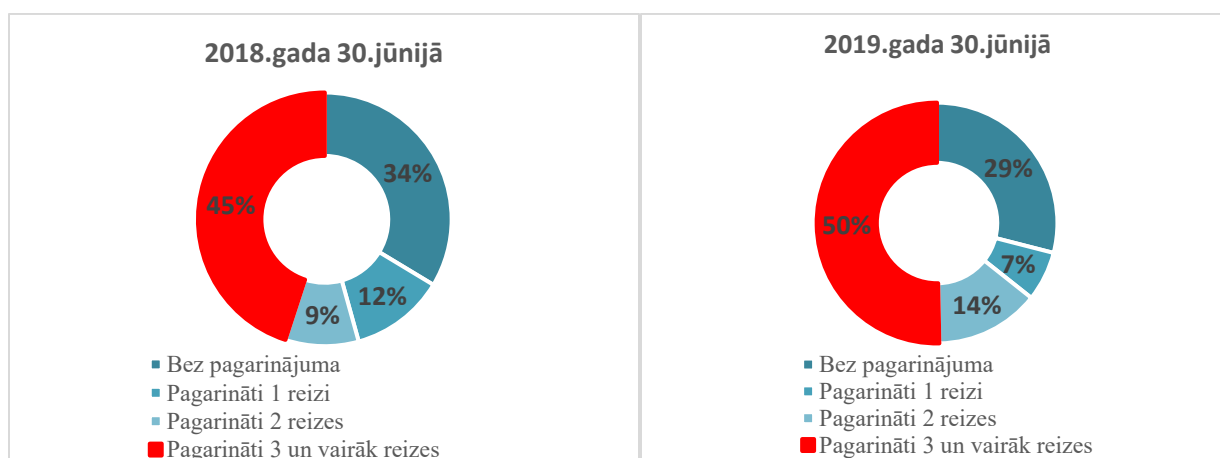 2018.gada 30.jūnijā
34%
45%
12%
9%
Bez pagarinājuma
Pagarināti 1 reizi
Pagarināti 2 reizes
Pagarināti 3 un vairāk reizes
2019.gada 30.jūnijā
29%
50%
7%
14%
Bez pagarinājuma
Pagarināti 1 reizi
Pagarināti 2 reizes
Pagarināti 3 un vairāk reizes